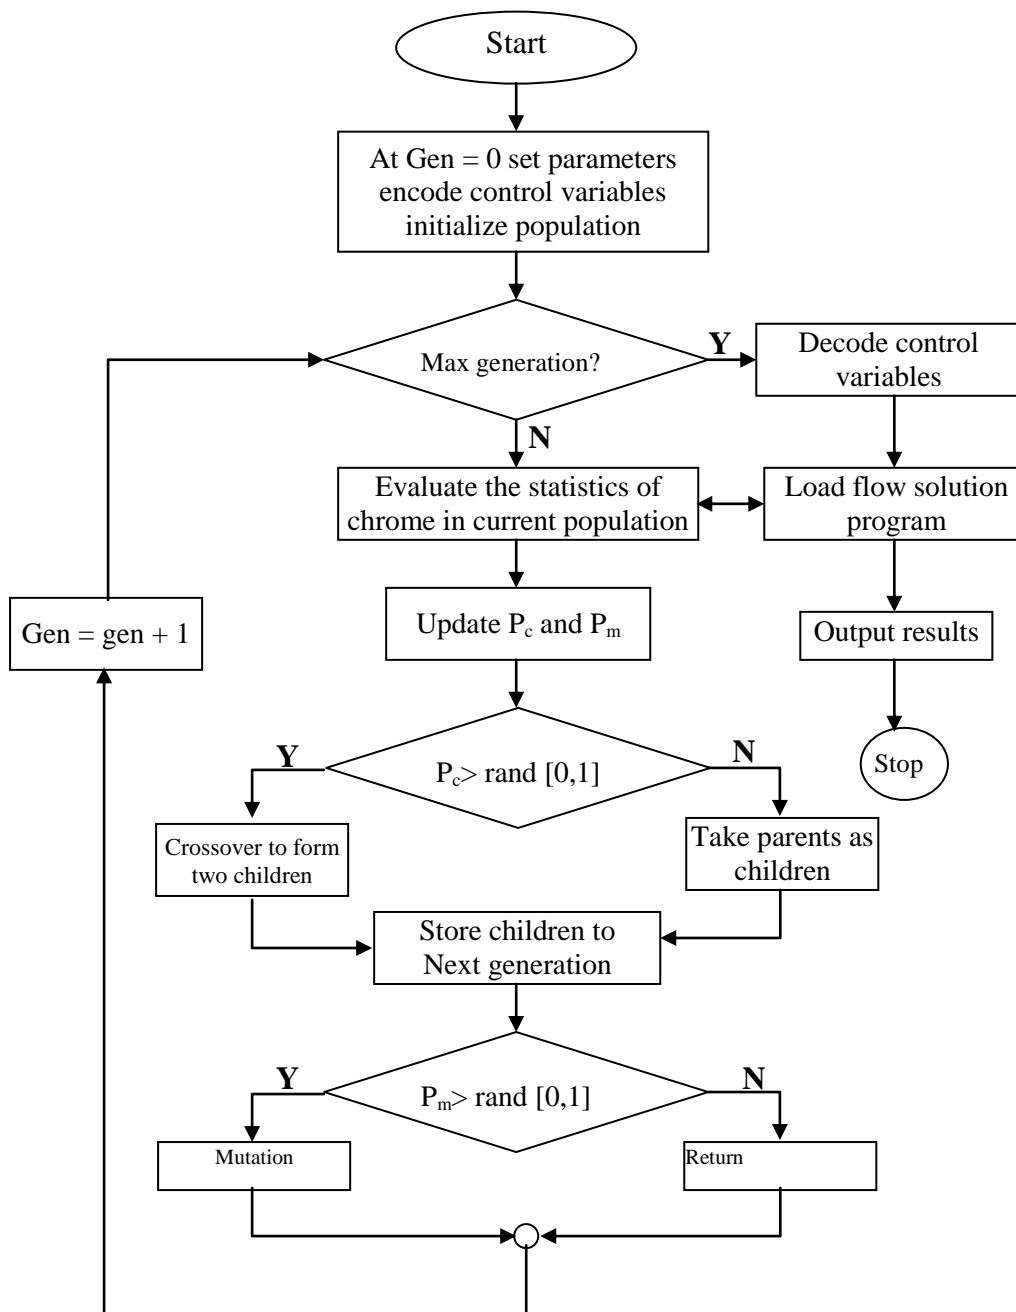 Start
At Gen = 0 set parameters
encode control variables
initialize population
Max generation?
Y
Decode control
variables
N
Evaluate the statistics of
chrome in current population
Load flow solution
program
Gen = gen + 1
Update Pc and Pm
Output results
Y
Pc> rand [0,1]
N
Stop
Crossover to form
two children
Take parents as
children
Store children to
Next generation
Y
Pm> rand [0,1]
N
Mutation
Return